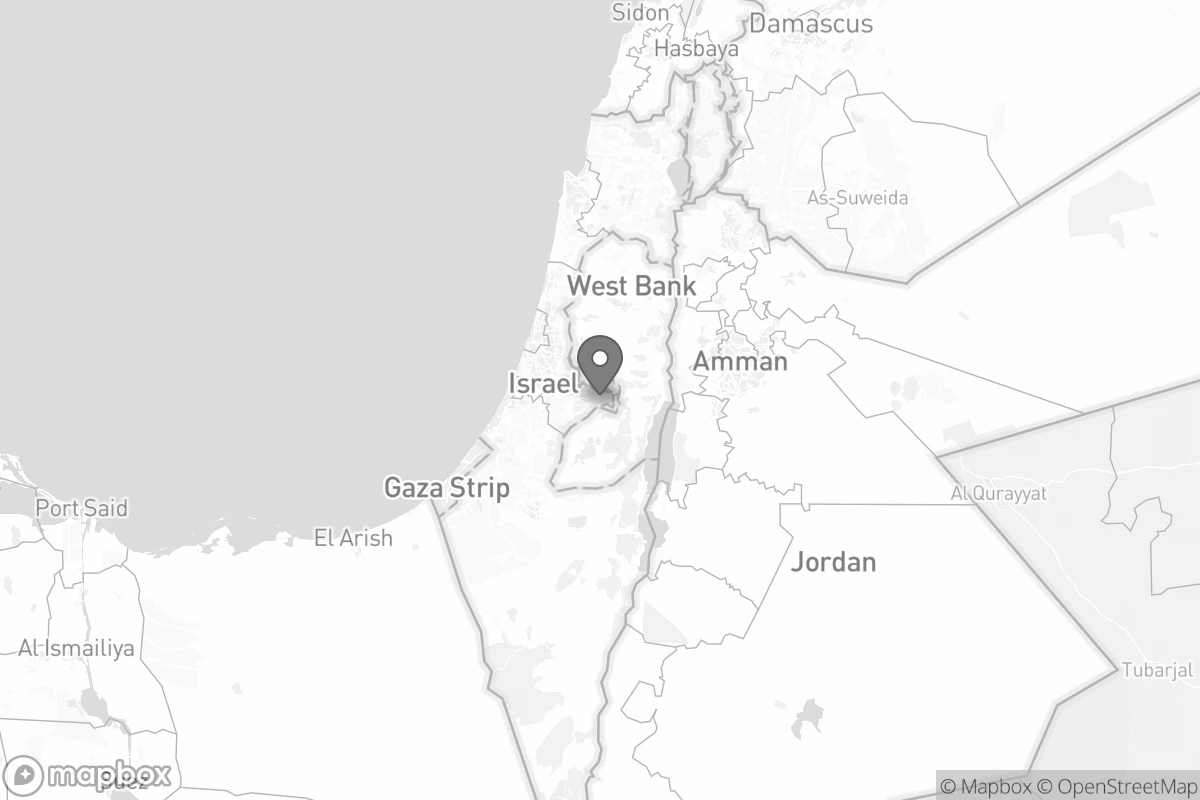 Sidon
Damascus
Hasbaya
As-Suweida
West Bank
Amman
Israel
Gaza Strip
Al Qurayyat
Port Said
El Arish
Jordan
Al Ismailiya
Tubarjal
Suez
mapbox
© Mapbox © OpenStreetMap